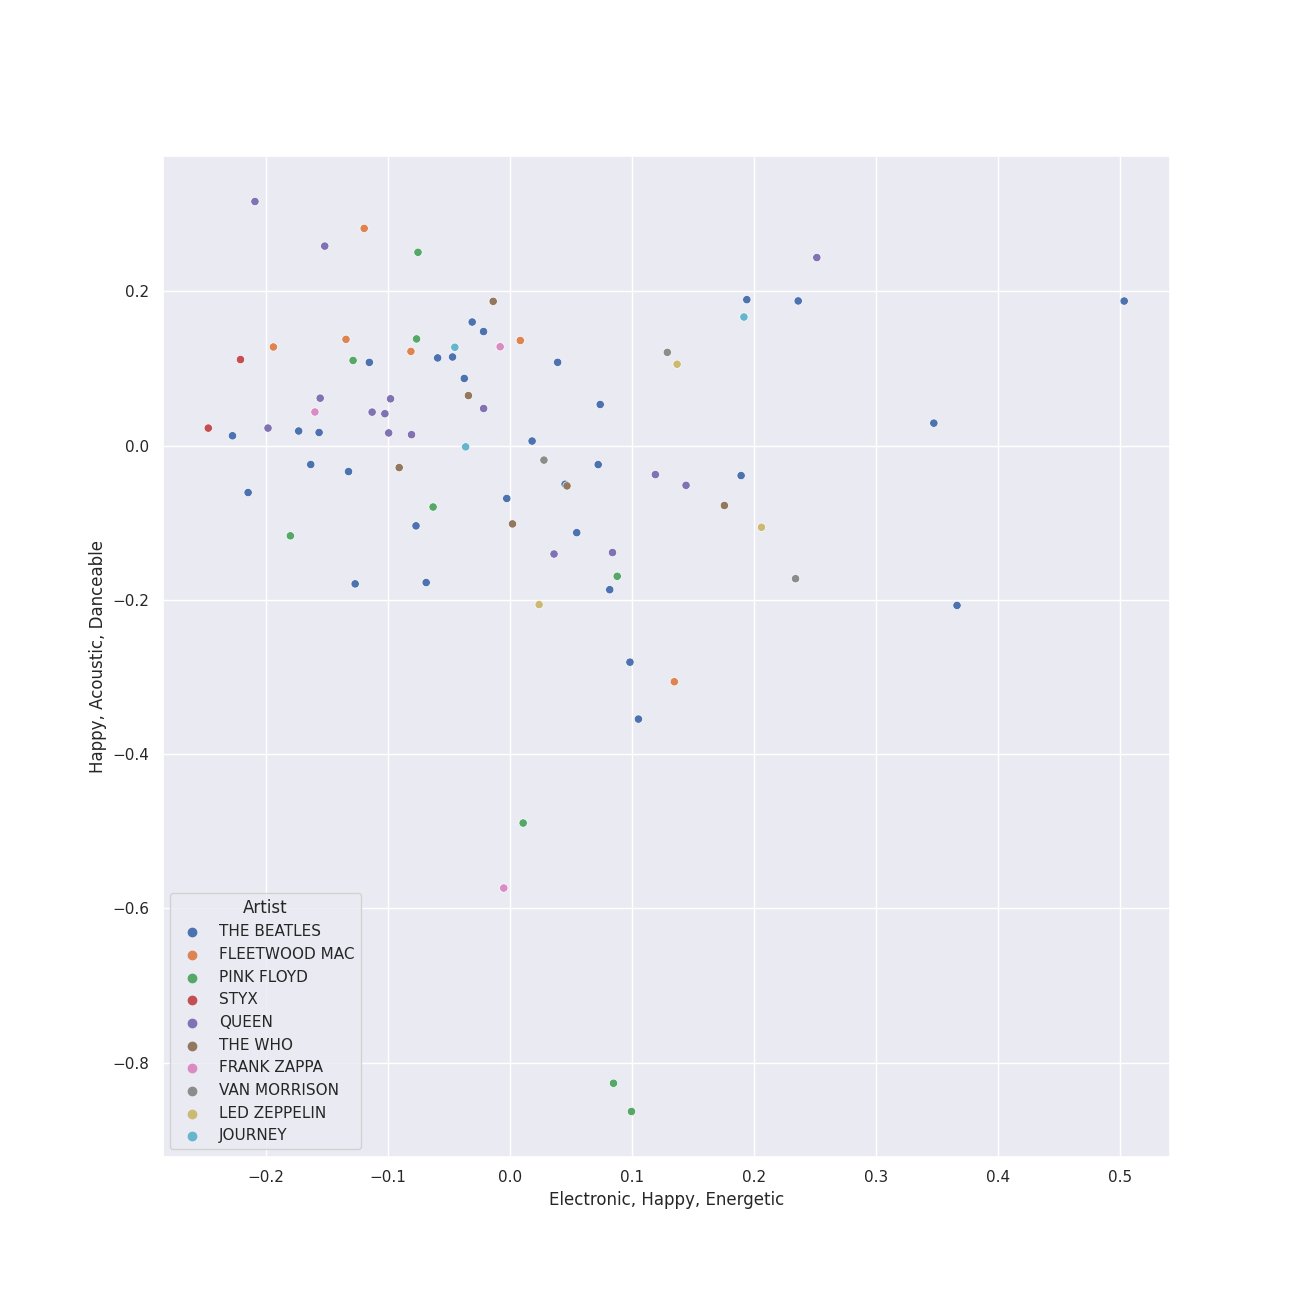 0.2
0.0
−0.2
−0.4
−0.6
−0.8
Happy, Acoustic, Danceable
Artist
THE BEATLES
FLEETWOOD MAC
PINK FLOYD
STYX
QUEEN
THE WHO
FRANK ZAPPA
VAN MORRISON
LED ZEPPELIN
JOURNEY
−0.2 −0.1 0.0 0.1 0.2 0.3 0.4 0.5
Electronic, Happy, Energetic